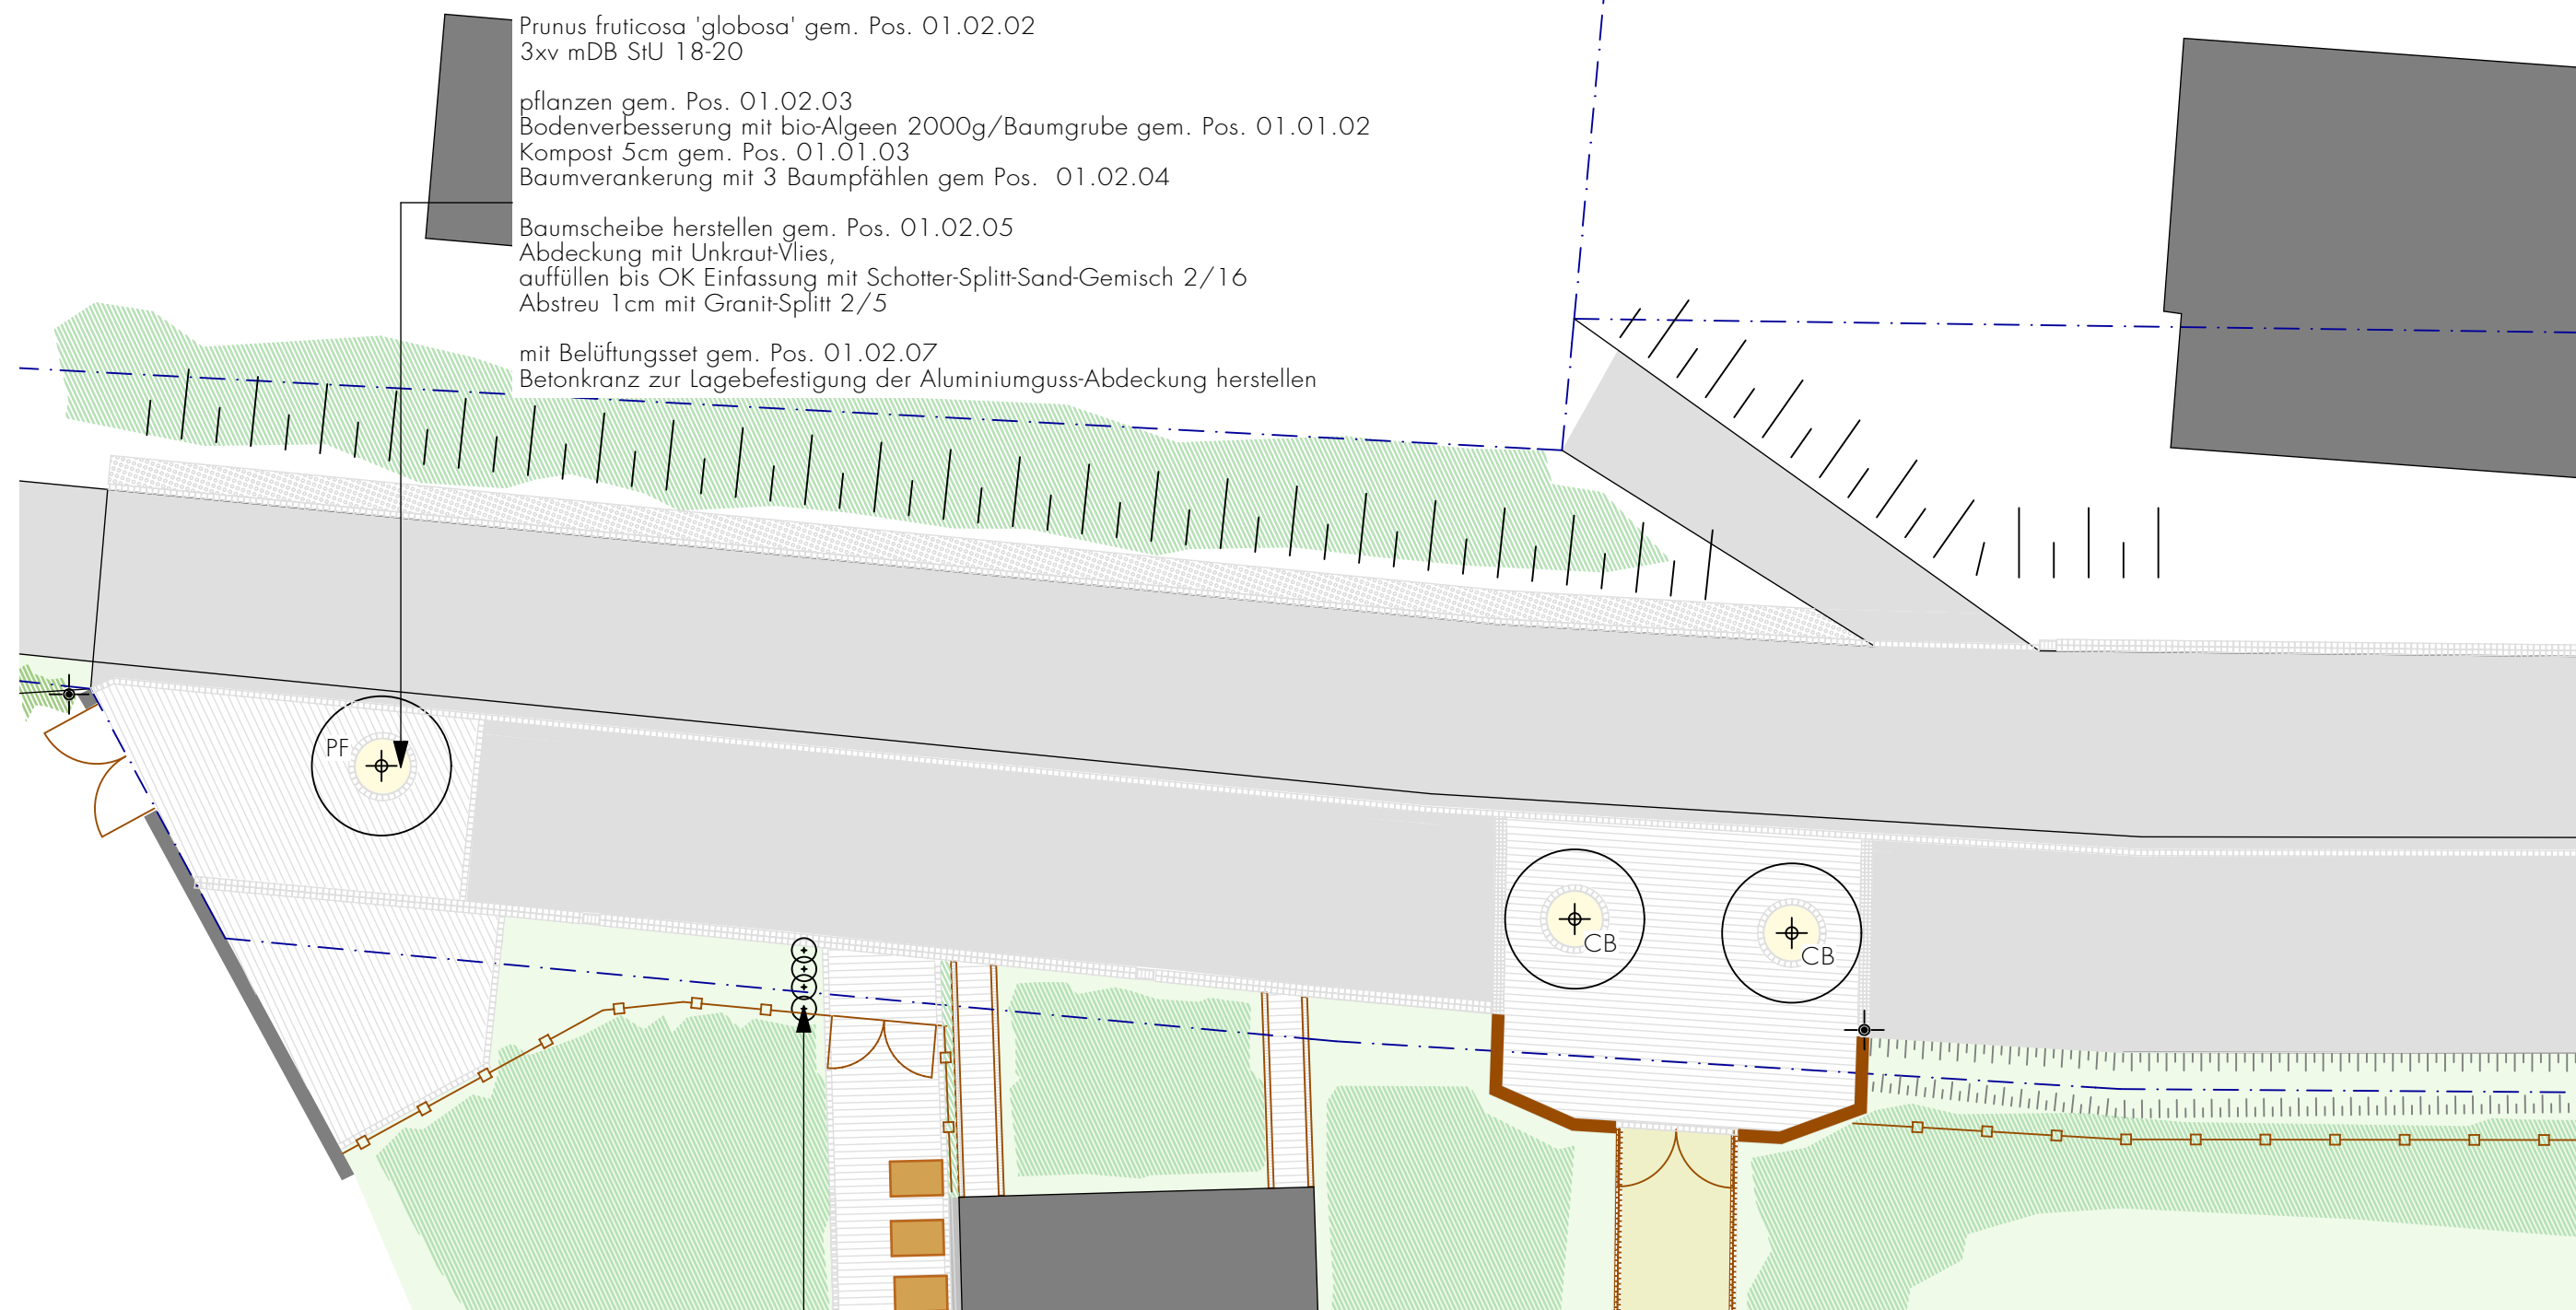 Prunus fruticosa 'globosa' gem. Pos. 01.02.02
3xv mDB StU 18-20
pflanzen gem. Pos. 01.02.03
Bodenverbesserung mit bio-Algeen 2000g/Baumgrube gem. Pos. 01.01.02
Kompost 5cm gem. Pos. 01.01.03
Baumverankerung mit 3 Baumpfählen gem Pos.  01.02.04
Baumscheibe herstellen gem. Pos. 01.02.05
Abdeckung mit Unkraut-Vlies,
auffüllen bis OK Einfassung mit Schotter-Splitt-Sand-Gemisch 2/16
Abstreu 1cm mit Granit-Splitt 2/5
mit Belüftungsset gem. Pos. 01.02.07
Betonkranz zur Lagebefestigung der Aluminiumguss-Abdeckung herstellen
PF
CB
CB